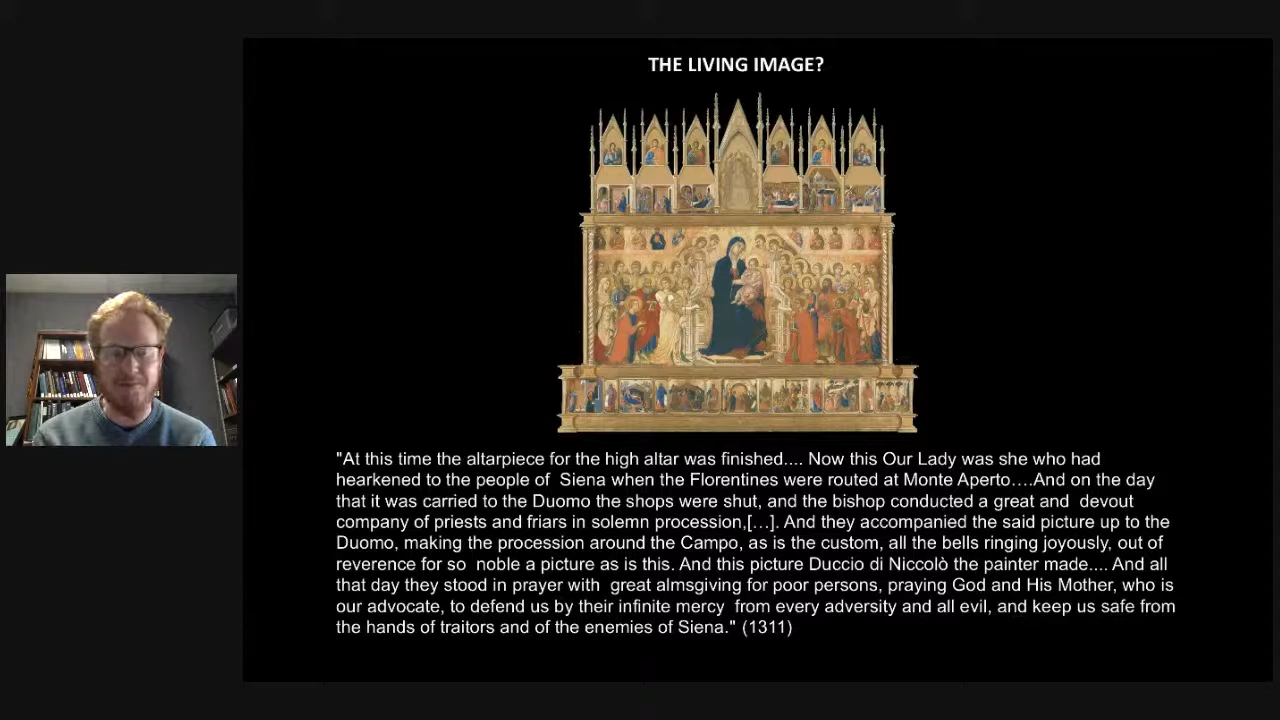 THE LIVING IMAGE?
"At this time the altarpiece for the high altar was finished.... Now this Our Lady was she who had
hearkened to the people of  Siena when the Florentines were routed at Monte Aperto….And on the day
that it was carried to the Duomo the shops were shut, and the bishop conducted a great and  devout
company of priests and friars in solemn procession,[…]. And they accompanied the said picture up to the
Duomo, making the procession around the Campo, as is the custom, all the bells ringing joyously, out of
reverence for so  noble a picture as is this. And this picture Duccio di Niccolò the painter made.... And all
that day they stood in prayer with  great almsgiving for poor persons, praying God and His Mother, who is
our advocate, to defend us by their infinite mercy  from every adversity and all evil, and keep us safe from
the hands of traitors and of the enemies of Siena." (1311)